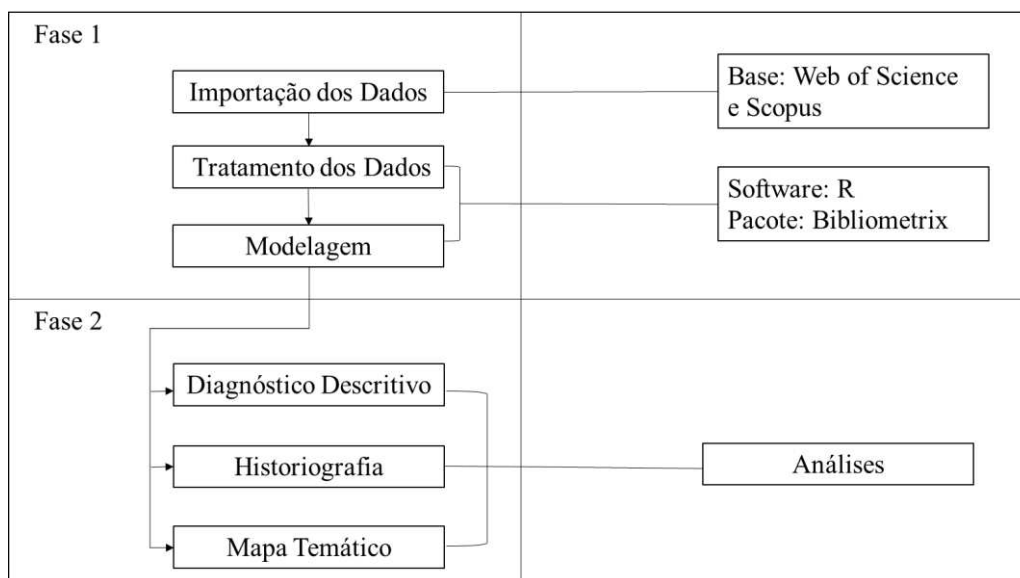 Fase 1
Importação dos Dados
Base: Web of Science
e Scopus
Tratamento dos Dados
Software: R
Pacote: Bibliometrix
Modelagem
Fase 2
Diagnóstico Descritivo
Historiografia
Análises
Mapa Temático